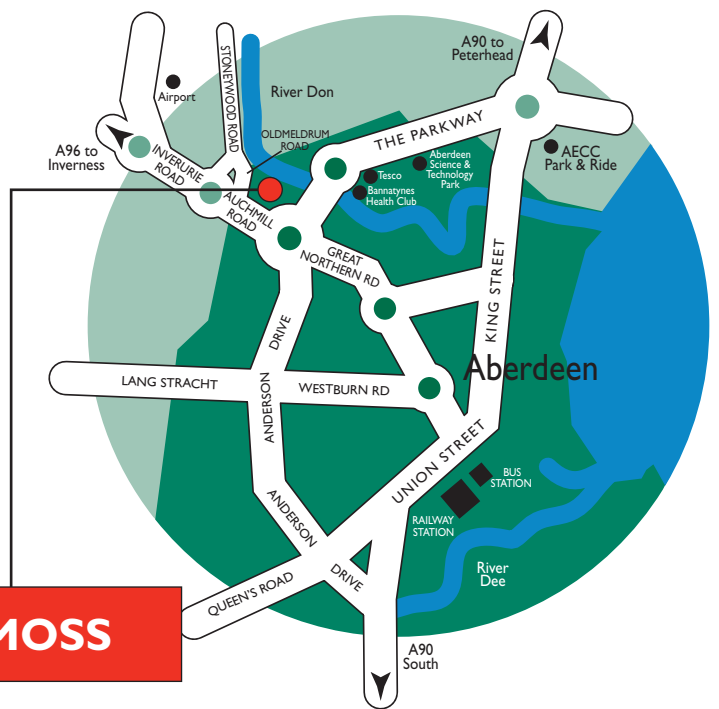 A90 to
Peterhead
STONEYWOOD ROAD
Airport
River Don
OLDMELDRUM
ROAD
THE PARKWAY
A96 to
Inverness
INVERURIE
ROAD
AECC
Park & Ride
Aberdeen
Science &
Technology
Park
Tesco
Bannatynes
Health Club
AUCHMILL
ROAD
GREAT
NORTHERN RD
KING STREET
ANDERSON
DRIVE
LANG STRACHT
WESTBURN RD
Aberdeen
UNION STREET
BUS
STATION
RAILWAY
STATION
ANDERSON
DRIVE
QUEEN'S ROAD
River
Dee
MOSS
A90
South